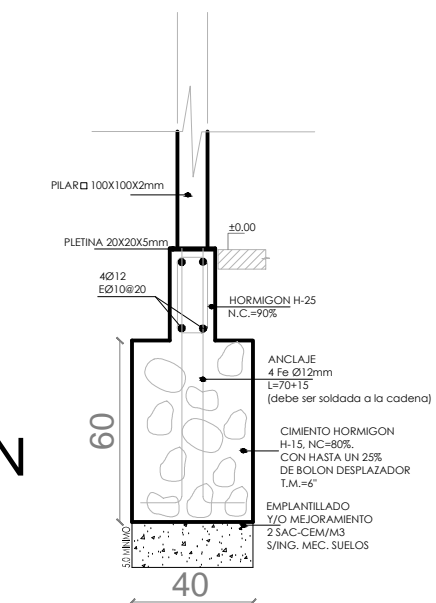 PILAR□ 100X100X2mm
±0.00
PLETINA 20X20X5mm
4Ø12
EØ10@20
HORMIGON H-25
N.C.=90%
ANCLAJE
4 Fe Ø12mm
L=70+15
(debe ser soldada a la cadena)
60
N
CIMIENTO HORMIGON
H-15, NC=80%.
CON HASTA UN 25%
DE BOLON DESPLAZADOR
T.M.=6"
EMPLANTILLADO
Y/O MEJORAMIENTO
2 SAC-CEM/M3
S/ING. MEC. SUELOS
5.0 MINIMO
40